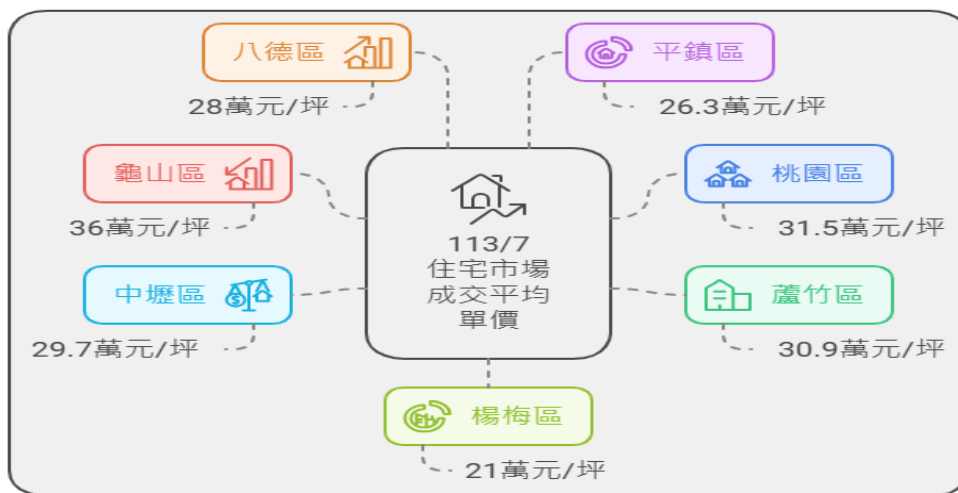 八德區
28萬元/坪
平鎮區
26.3萬元/坪
龜山區
36萬元/坪
桃園區
31.5萬元/坪
113/7
住宅市場
成交平均
單價
中壢區
29.7萬元/坪
蘆竹區
30.9萬元/坪
楊梅區
21萬元/坪